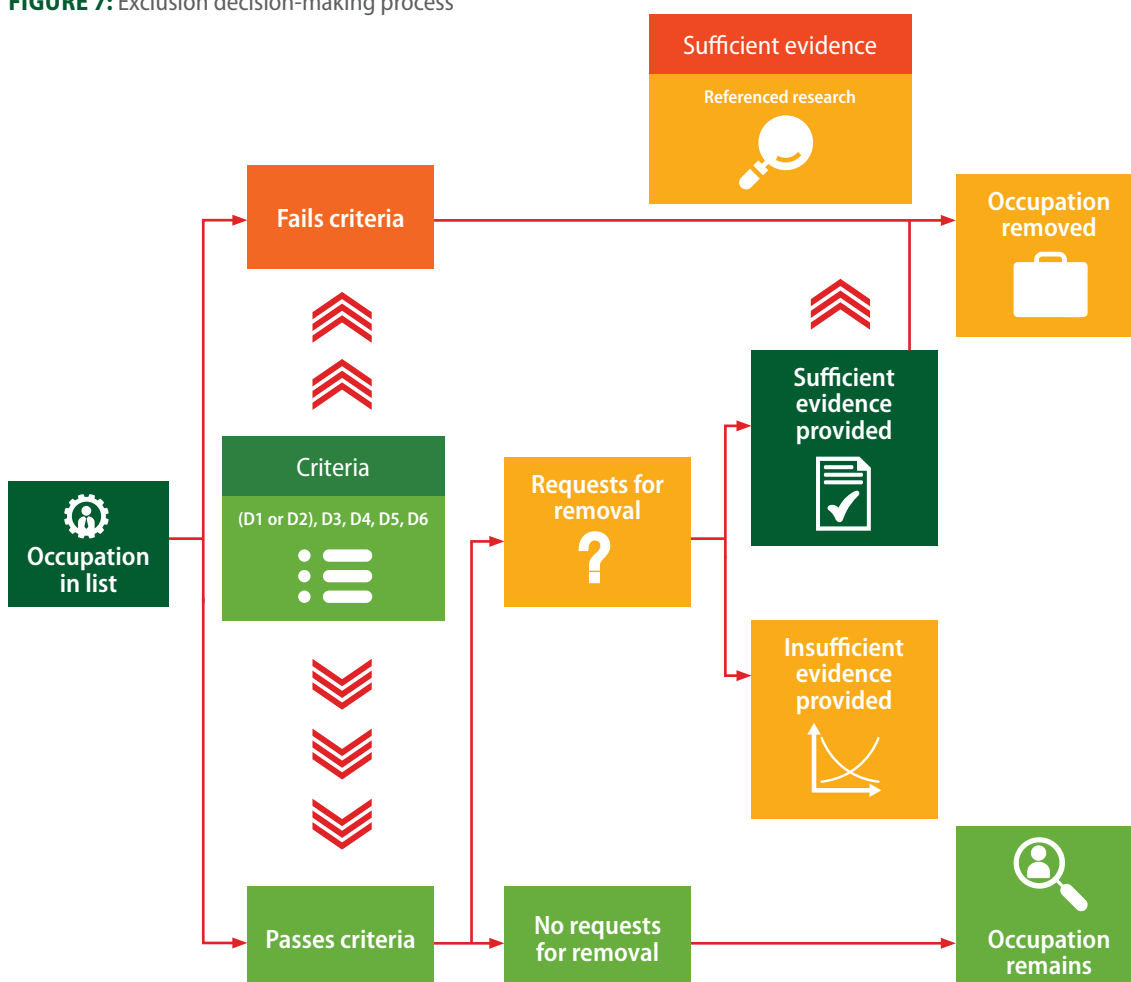 FIGURE 7: Exclusion decision-making process
Sufficient evidence
Referenced research
Fails criteria
Occupation
removed
Sufficient
evidence
provided
Criteria
(D1 or D2), D3, D4, D5, D6
Requests for
removal
?
Occupation
in list
Insufficient
evidence
provided
Passes criteria
No requests
for removal
Occupation
remains